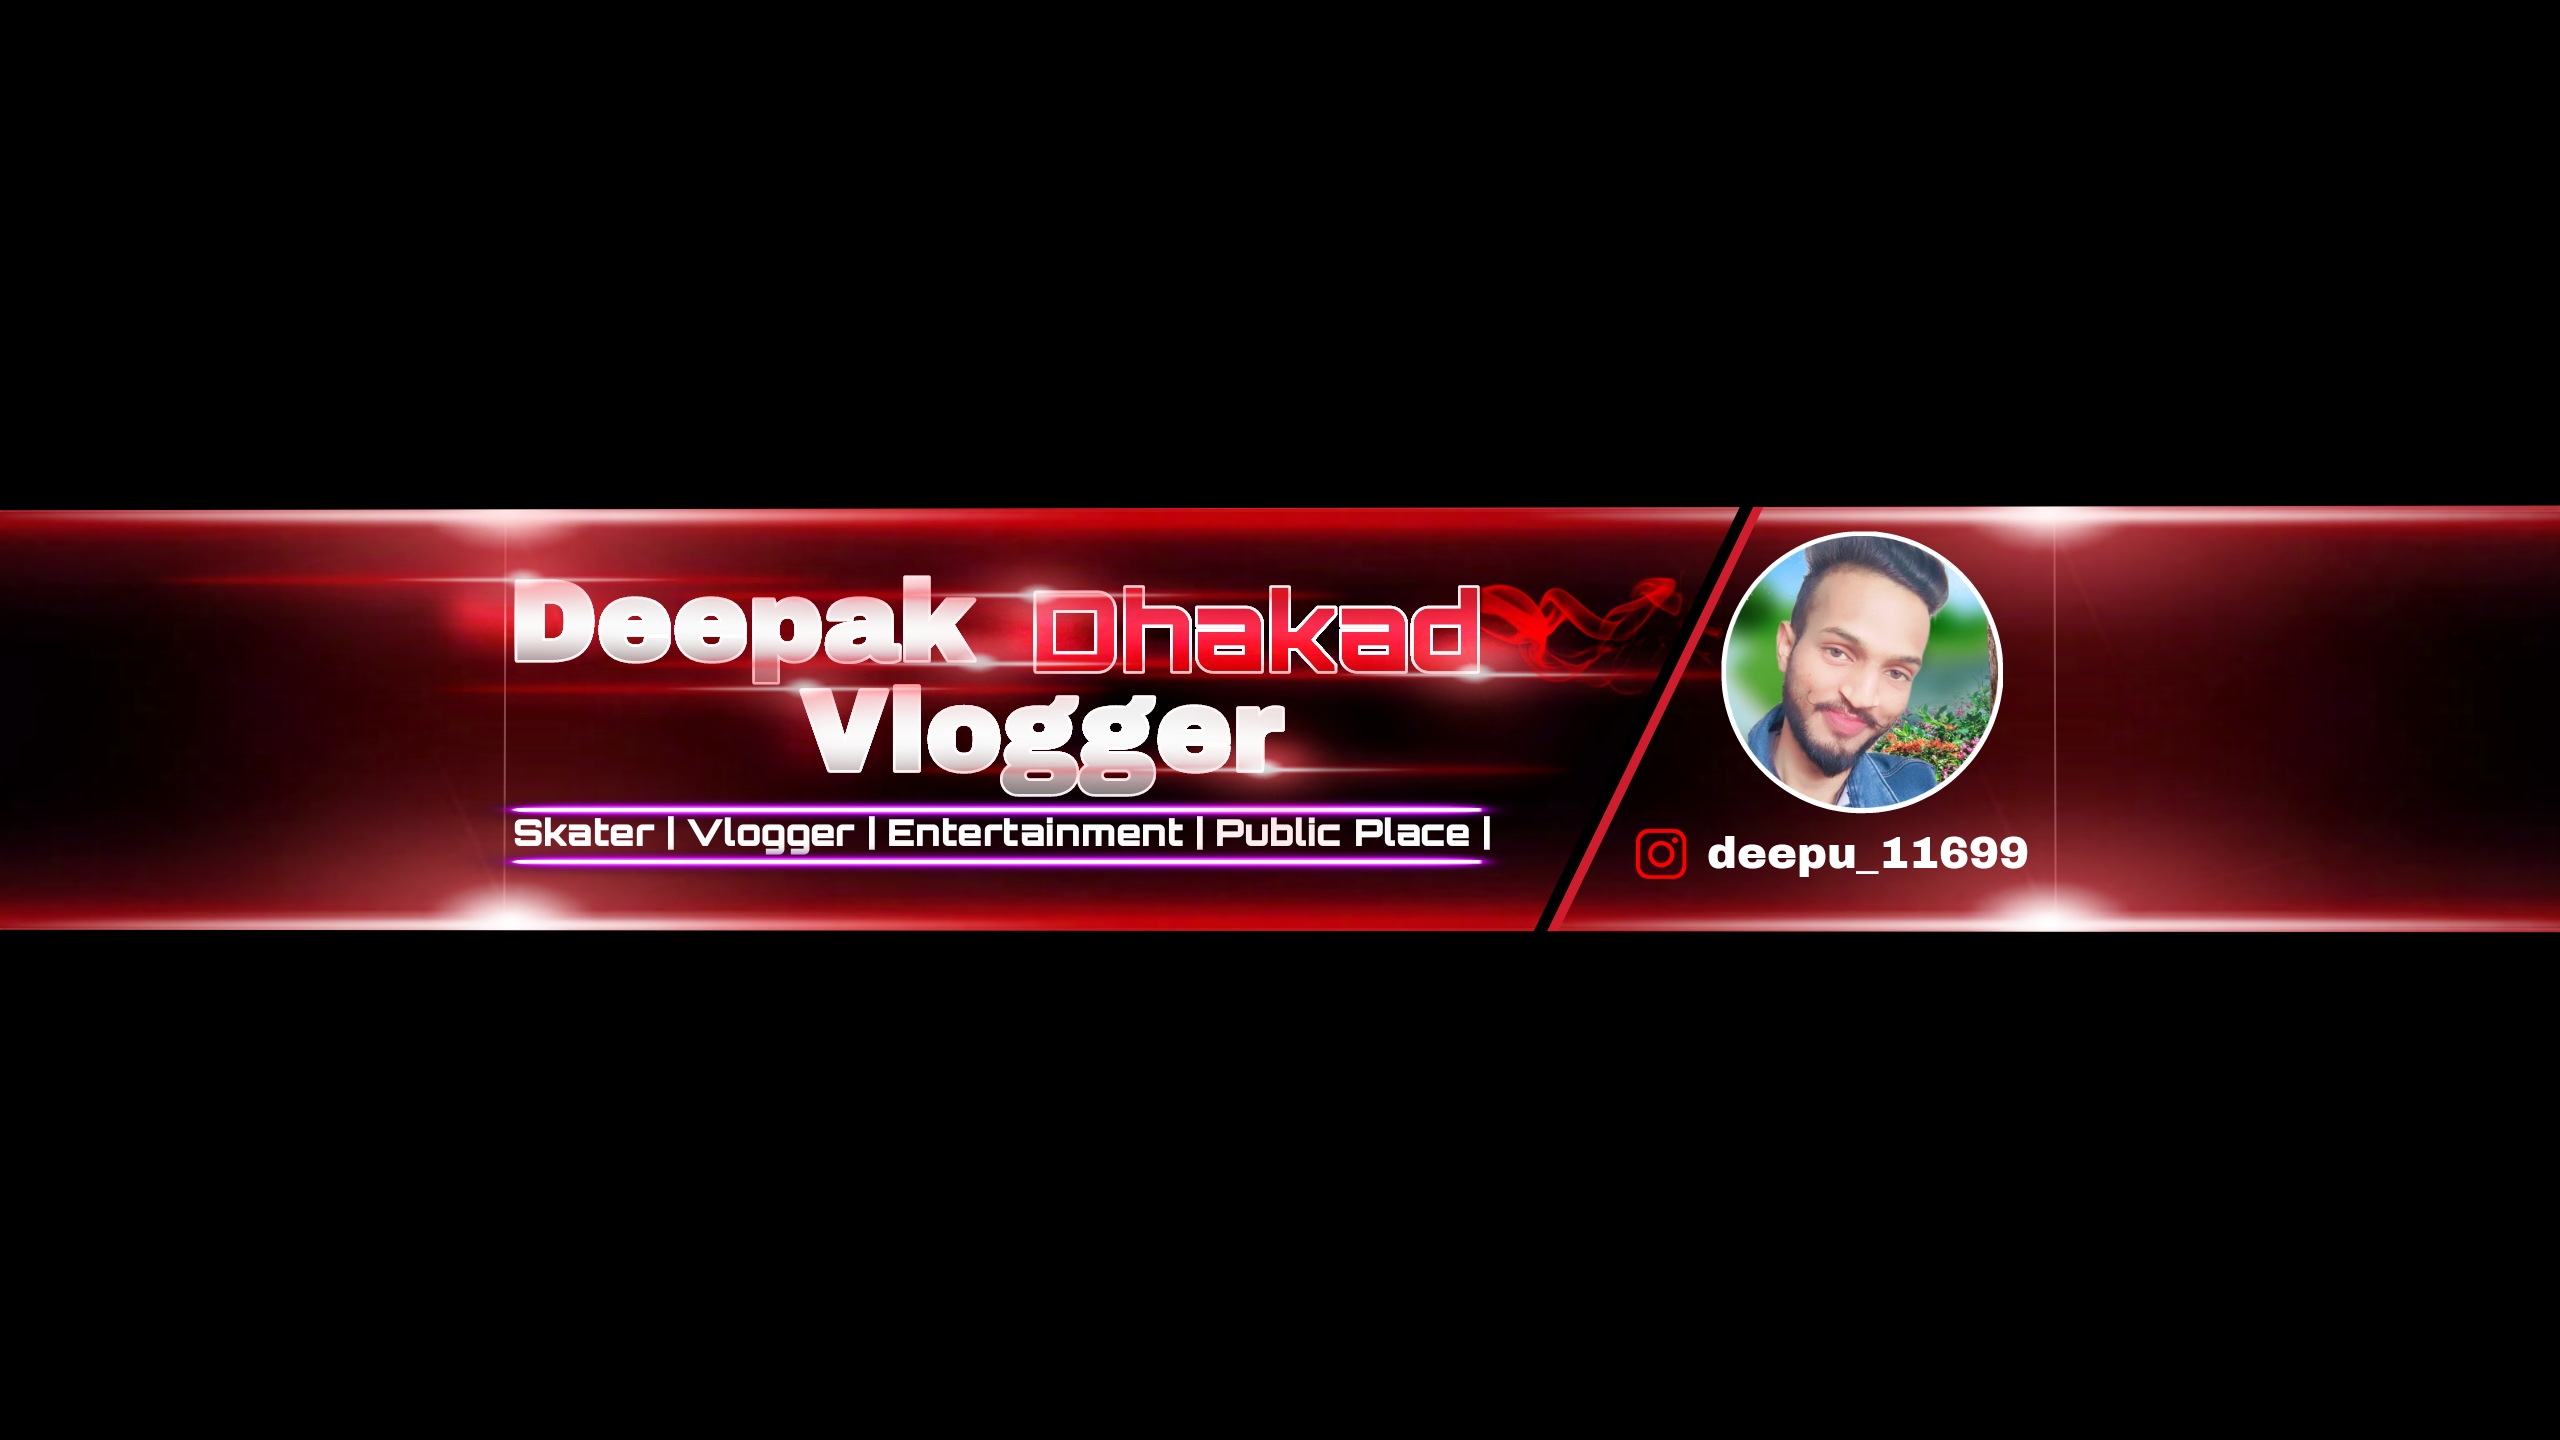 Deepak Dhakad
Vlogger
Skater | Vlogger | Entertainment | Public Place |
deepu_11699